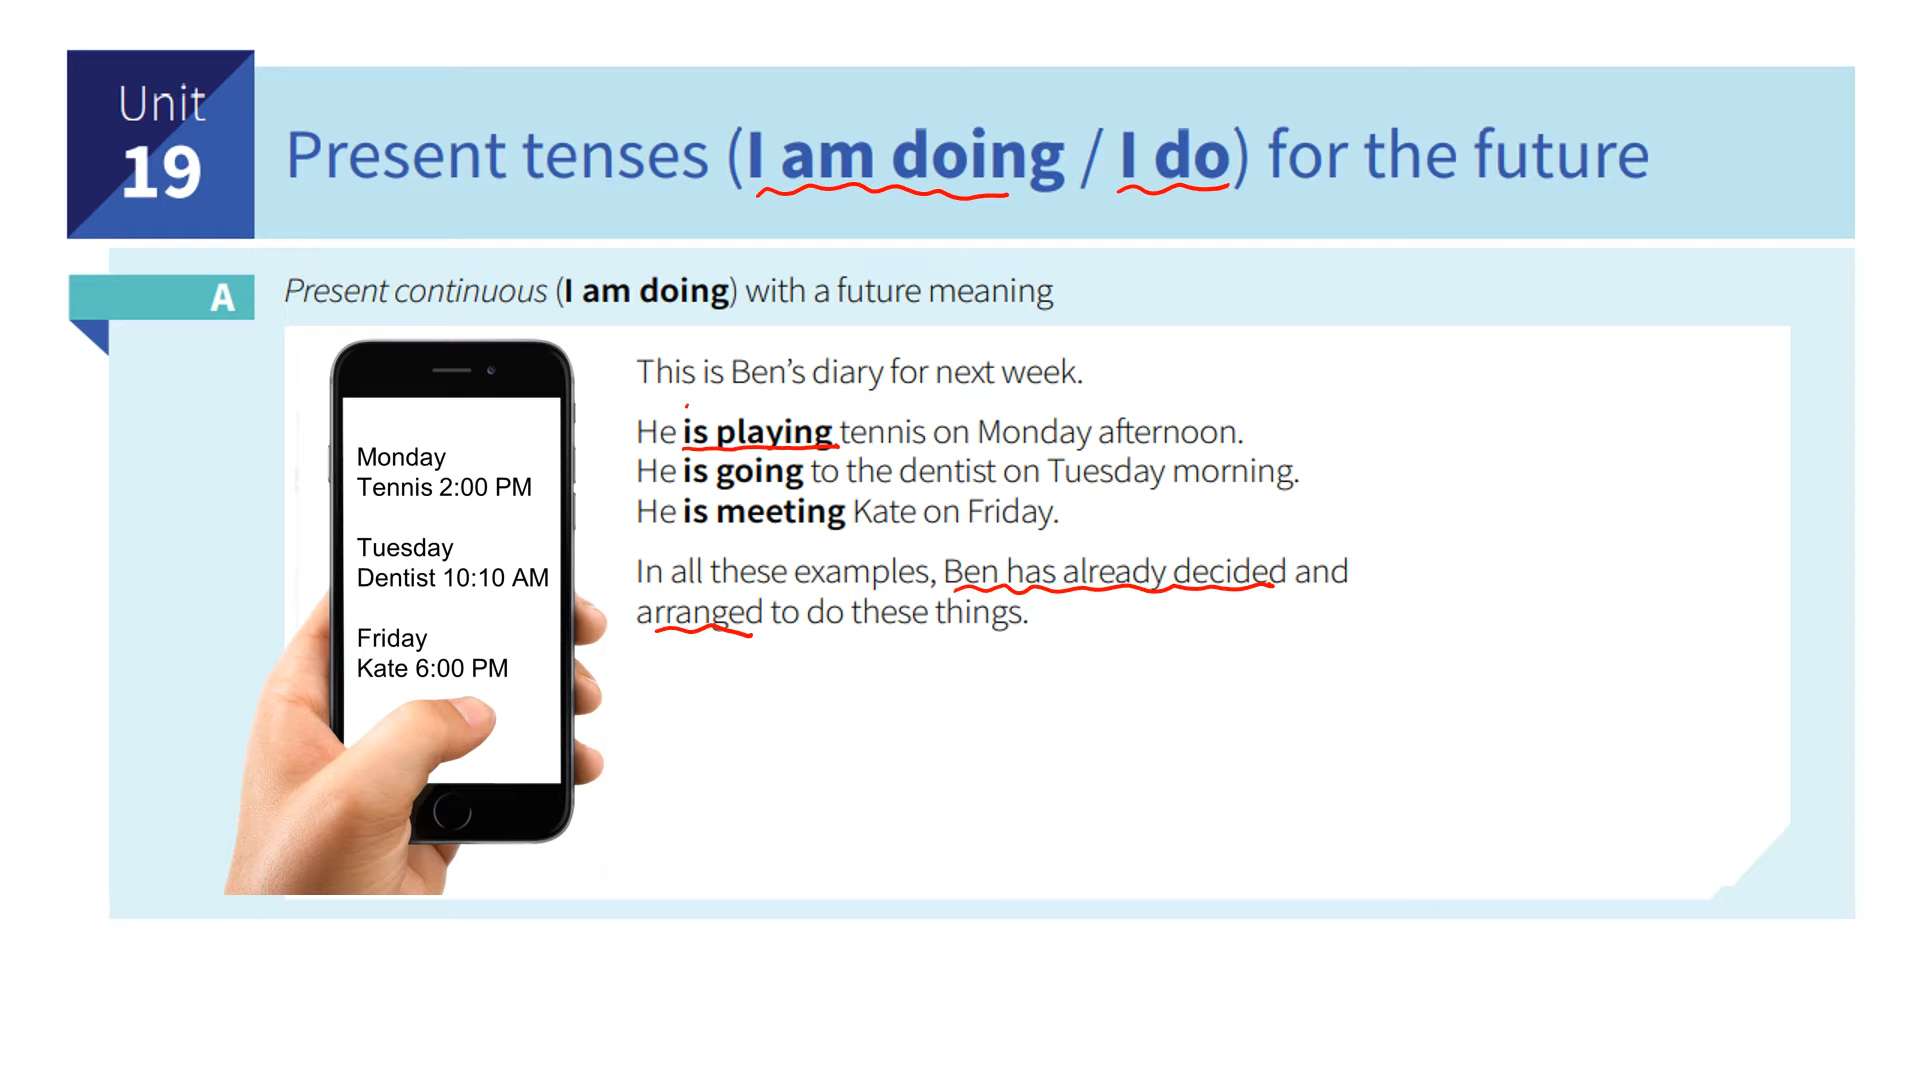 Unit
19
Present tenses (I am doing / I do) for the future
A
Present continuous (I am doing) with a future meaning
Monday
Tennis 2:00 PM
Tuesday
Dentist 10:10 AM
Friday
Kate 6:00 PM
This is Ben’s diary for next week.
He is playing tennis on Monday afternoon.
He is going to the dentist on Tuesday morning.
He is meeting Kate on Friday.
In all these examples, Ben has already decided and
arranged to do these things.